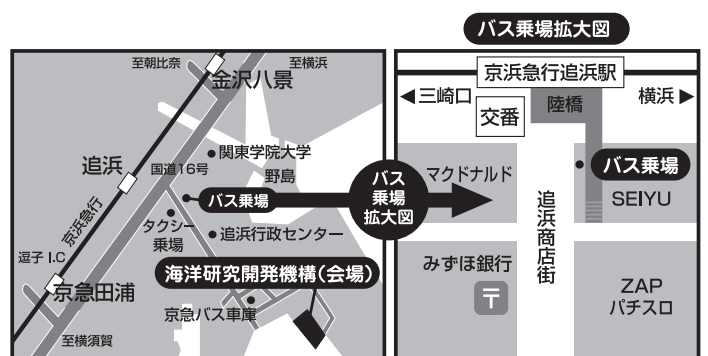 バス乗場拡大図
至朝比奈
至横浜
金沢八景
関東学院大学
追浜
国道16号
野島
バス乗場
バス
乗場
拡大図
京浜急行
タクシー
乗場
追浜行政センター
逗子 I.C
海洋研究開発機構(会場)
京急田浦
京急バス車庫
至横須賀
京浜急行追浜駅
◀三崎口
横浜▶
交番
陸橋
マクドナルド
バス乗場
SEIYU
追浜商店街
みずほ銀行
〒
ZAP
パチスロ